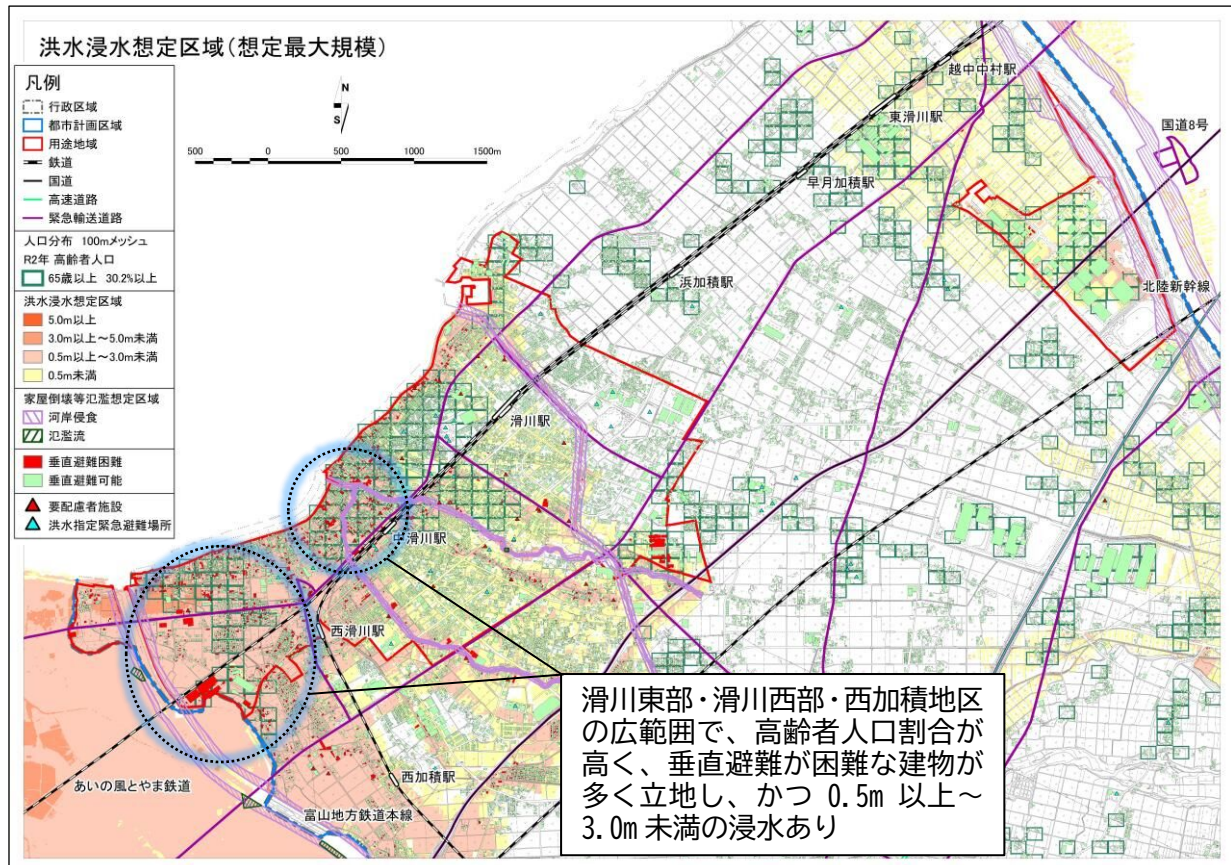 洪水浸水想定区域(想定最大規模)
凡例
行政区域
都市計画区域
用途地域
鉄道
国道
高速道路
緊急輸送道路
人口分布 100mメッシュ
R2年 高齢者人口
65歳以上 30.2%以上
洪水浸水想定区域
5.0m以上
3.0m以上～5.0m未満
0.5m以上～3.0m未満
0.5m未満
家屋倒壊等氾濫想定区域
河岸侵食
氾濫流
垂直避難困難
垂直避難可能
要配慮者施設
洪水指定緊急避難場所
N
S
500 0 500 1000 1500m
越中中村駅
東滑川駅
国道8号
早月加積駅
浜加積駅
北陸新幹線
滑川駅
中滑川駅
西滑川駅
西加積駅
あいの風とやま鉄道
富山地方鉄道本線
滑川東部・滑川西部・西加積地区
の広範囲で、高齢者人口割合が
高く、垂直避難が困難な建物が
多く立地し、かつ 0.5m 以上～
3.0m 未満の浸水あり